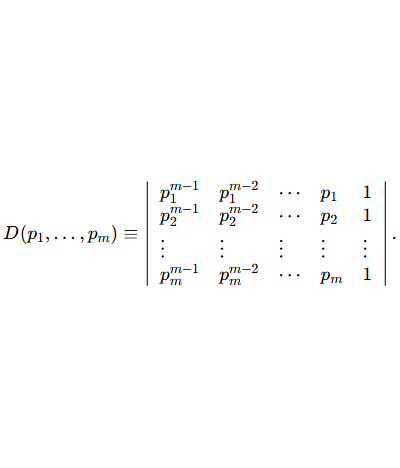 $$D(p_1, \ldots, p_m) \equiv \begin{vmatrix} p_1^{m-1} & p_1^{m-2} & \cdots & p_1 & 1 \\ p_2^{m-1} & p_2^{m-2} & \cdots & p_2 & 1 \\ \vdots & \vdots & \vdots & \vdots & \vdots \\ p_m^{m-1} & p_m^{m-2} & \cdots & p_m & 1 \end{vmatrix}.$$